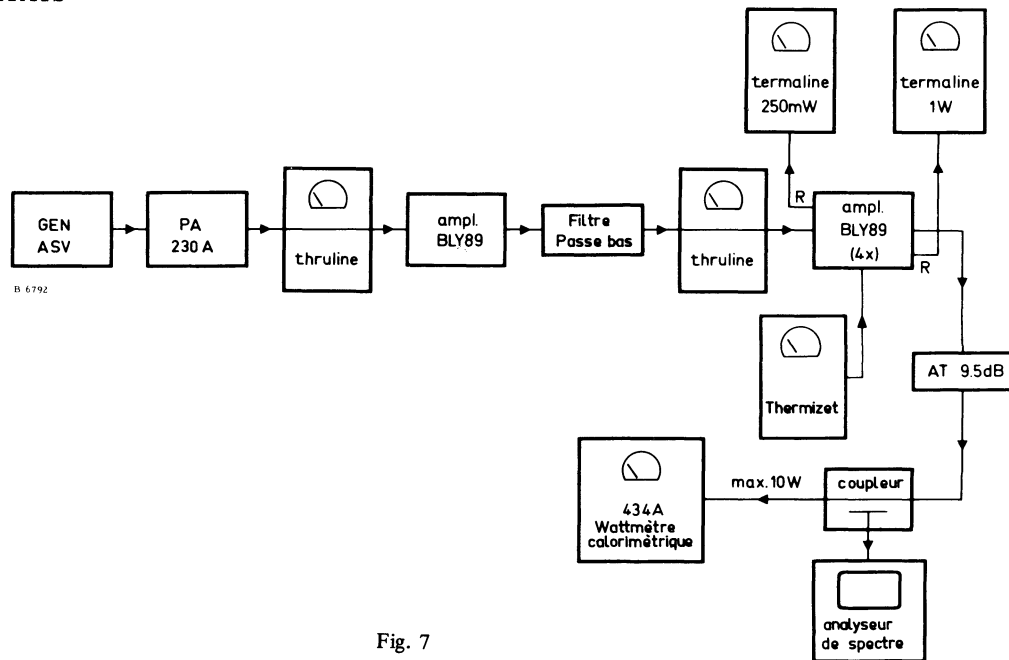 GEN
ASV
PA
230 A
thruline
ampl.
BLY89
Filtre
Passe bas
thruline
termaline
250mW
termaline
1W
R
ampl.
BLY89
(4x)
R
B 6792
Thermizet
AT 9.5dB
434A
Wattmètre
calorimètrique
max.10W
coupleur
analyseur
de spectre
Fig. 7